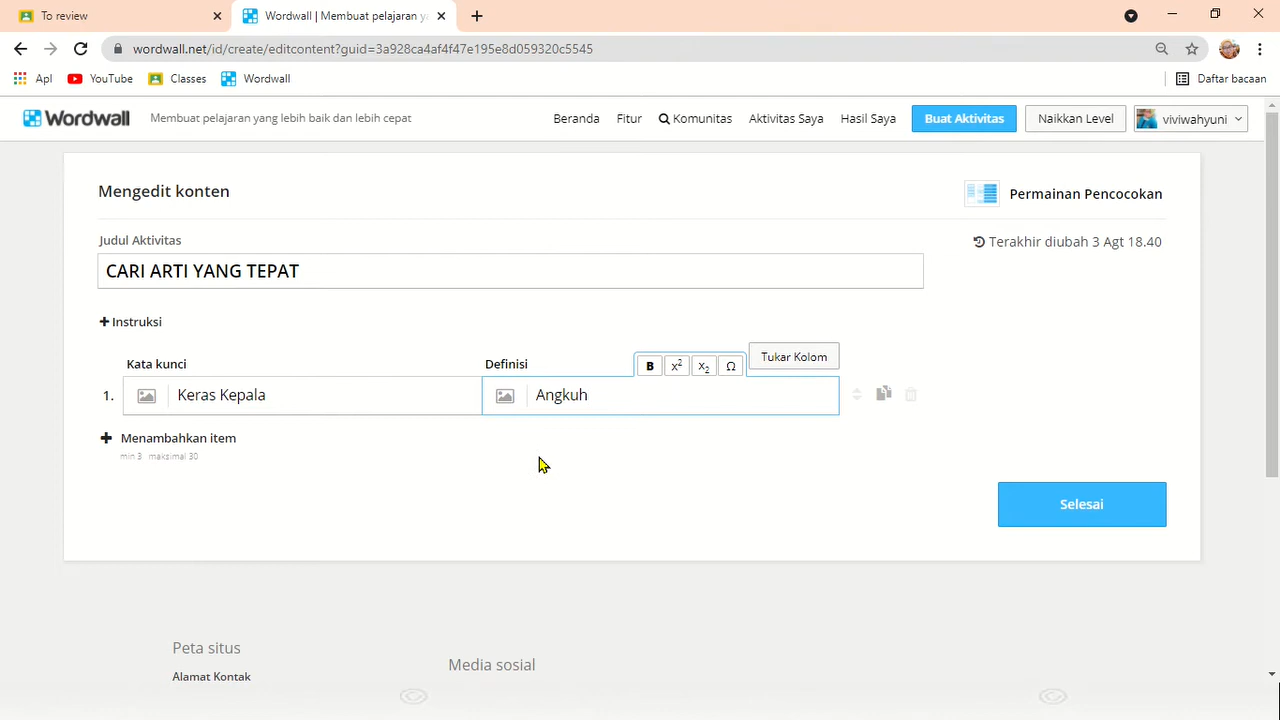 To review
Wordwall | Membuat pelajaran ya
wordwall.net/id/create/editcontent?guid=3a928ca4af4f47e195e8d059320c5545
Apl
YouTube
Classes
Wordwall
Daftar bacaan
Wordwall
Membuat pelajaran yang lebih baik dan lebih cepat
Beranda
Fitur
Komunitas
Aktivitas Saya
Hasil Saya
Buat Aktivitas
Naikkan Level
viviwahyuni
Mengedit konten
Permainan Pencocokan
Judul Aktivitas
Terakhir diubah 3 Agt 18.40
CARI ARTI YANG TEPAT
+ Instruksi
Kata kunci
Definisi
B x² x₂ Ω
Tukar Kolom
1. Keras Kepala
Angkuh
+ Menambahkan item
min 3 maksimal 30
Selesai
Peta situs
Media sosial
Alamat Kontak